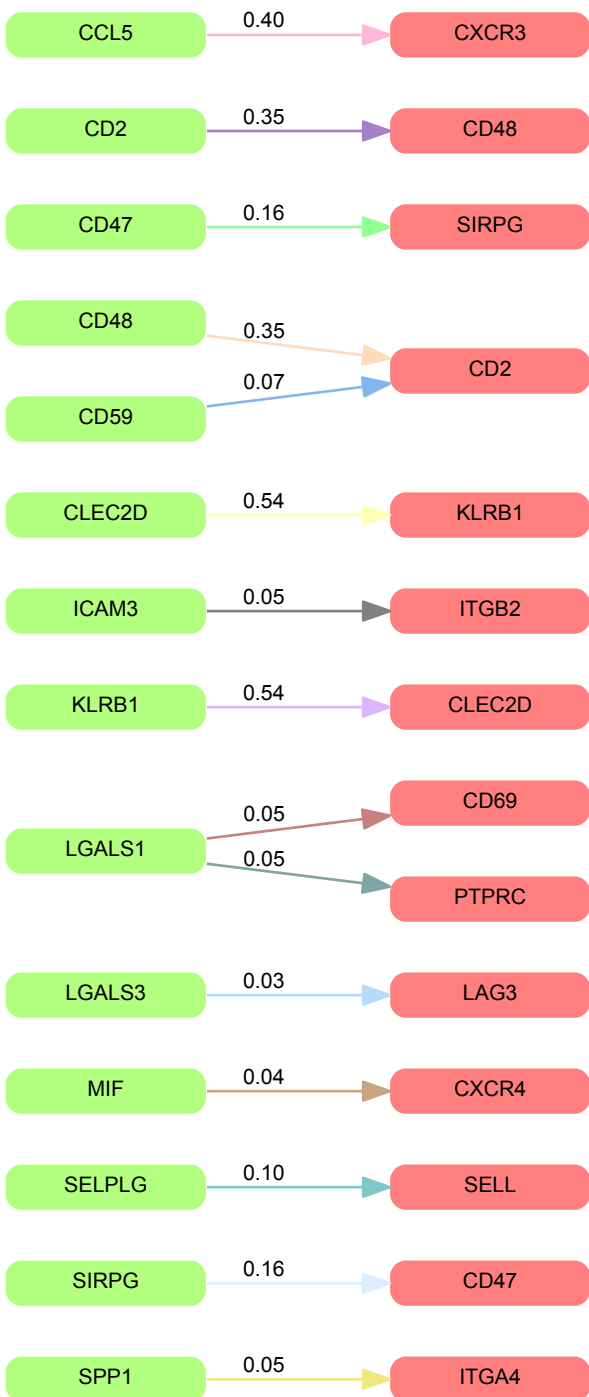 CCL5 0.40 CXCR3
CD2 0.35 CD48
CD47 0.16 SIRPG
CD48 0.35
CD2
CD59 0.07
CLEC2D 0.54 KLRB1
ICAM3 0.05 ITGB2
KLRB1 0.54 CLEC2D
CD69
0.05
LGALS1
0.05
PTPRC
LGALS3 0.03 LAG3
MIF 0.04 CXCR4
SELPLG 0.10 SELL
SIRPG 0.16 CD47
SPP1 0.05 ITGA4